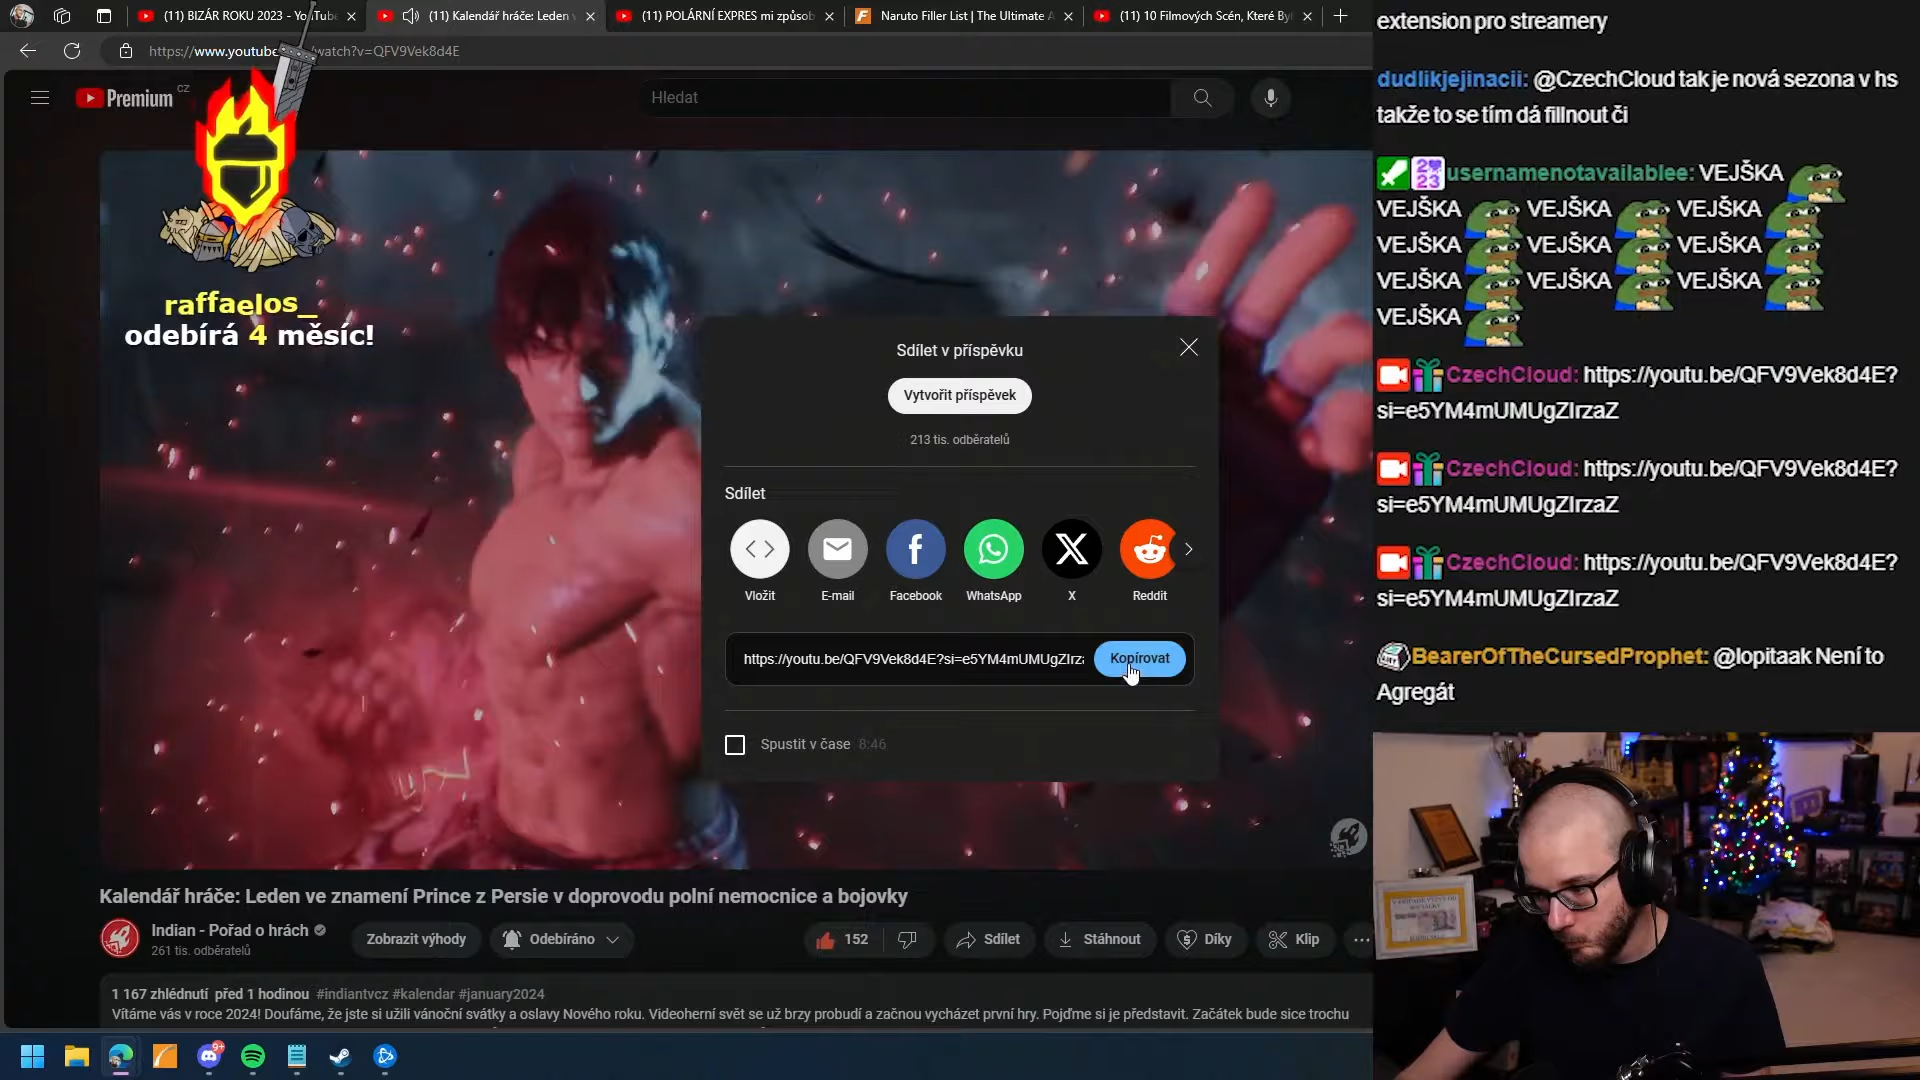 (11) BIZÁR ROKU 2023 - YouTube
(11) Kalendář hráče: Leden v
(11) POLÁRNÍ EXPRES mi způsob
Naruto Filler List | The Ultimate A
(11) 10 Filmových Scén, Které By
https://www.youtube
/watch?v=QFV9Vek8d4E
Premium CZ
Hledat
raffaelos_
odebírá 4 měsíc!
Sdílet v příspěvku
Vytvořit příspěvek
213 tis. odběratelů
Sdílet
Vložit
E-mail
Facebook
WhatsApp
X
Reddit
https://youtu.be/QFV9Vek8d4E?si=e5YM4mUMUgZIrza
Kopírovat
Spustit v čase 8:46
Kalendář hráče: Leden ve znamení Prince z Persie v doprovodu polní nemocnice a bojovky
Indian - Pořad o hrách
261 tis. odběratelů
Zobrazit výhody
Odebíráno
152
Sdílet
Stáhnout
Díky
Klip
1 167 zhlédnutí před 1 hodinou #indiantvcz #kalendar #january2024
Vítáme vás v roce 2024! Doufáme, že jste si užili vánoční svátky a oslavy Nového roku. Videoherní svět se už brzy probudí a začnou vycházet první hry. Pojďme si je představit. Začátek bude sice trochu
9+
extension pro streamery
dudlikjejinacii: @CzechCloud tak je nová sezona v hs
takže to se tím dá fillnout či
2023 usernamenotavailablee: VEJŠKA
VEJŠKA VEJŠKA VEJŠKA
VEJŠKA VEJŠKA VEJŠKA
VEJŠKA VEJŠKA VEJŠKA
VEJŠKA
CzechCloud: https://youtu.be/QFV9Vek8d4E?
si=e5YM4mUMUgZIrzaZ
CzechCloud: https://youtu.be/QFV9Vek8d4E?
si=e5YM4mUMUgZIrzaZ
CzechCloud: https://youtu.be/QFV9Vek8d4E?
si=e5YM4mUMUgZIrzaZ
BearerOfTheCursedProphet: @lopitaak Není to
Agregát